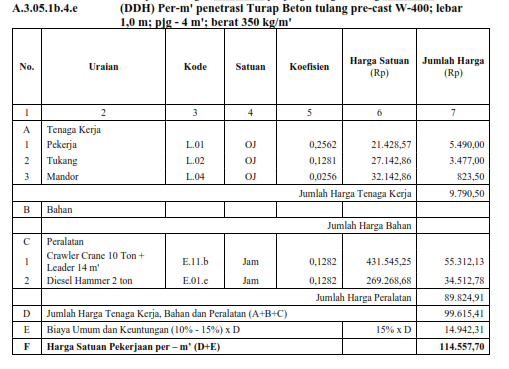 A.3.05.1b.4.e (DDH) Per-m' penetrasi Turap Beton tulang pre-cast W-400; lebar
1,0 m; pjg - 4 m'; berat 350 kg/m'
No. Uraian Kode Satuan Koefisien Harga Satuan (Rp) Jumlah Harga (Rp)
1 2 3 4 5 6 7
A Tenaga Kerja
1 Pekerja L.01 OJ 0,2562 21.428,57 5.490,00
2 Tukang L.02 OJ 0,1281 27.142,86 3.477,00
3 Mandor L.04 OJ 0,0256 32.142,86 823,50
Jumlah Harga Tenaga Kerja 9.790,50
B Bahan
Jumlah Harga Bahan
C Peralatan
1 Crawler Crane 10 Ton + Leader 14 m' E.11.b Jam 0,1282 431.545,25 55.312,13
2 Diesel Hammer 2 ton E.01.e Jam 0,1282 269.268,68 34.512,78
Jumlah Harga Peralatan 89.824,91
D Jumlah Harga Tenaga Kerja, Bahan dan Peralatan (A+B+C) 99.615,41
E Biaya Umum dan Keuntungan (10% - 15%) x D 15% x D 14.942,31
F Harga Satuan Pekerjaan per – m' (D+E) 114.557,70